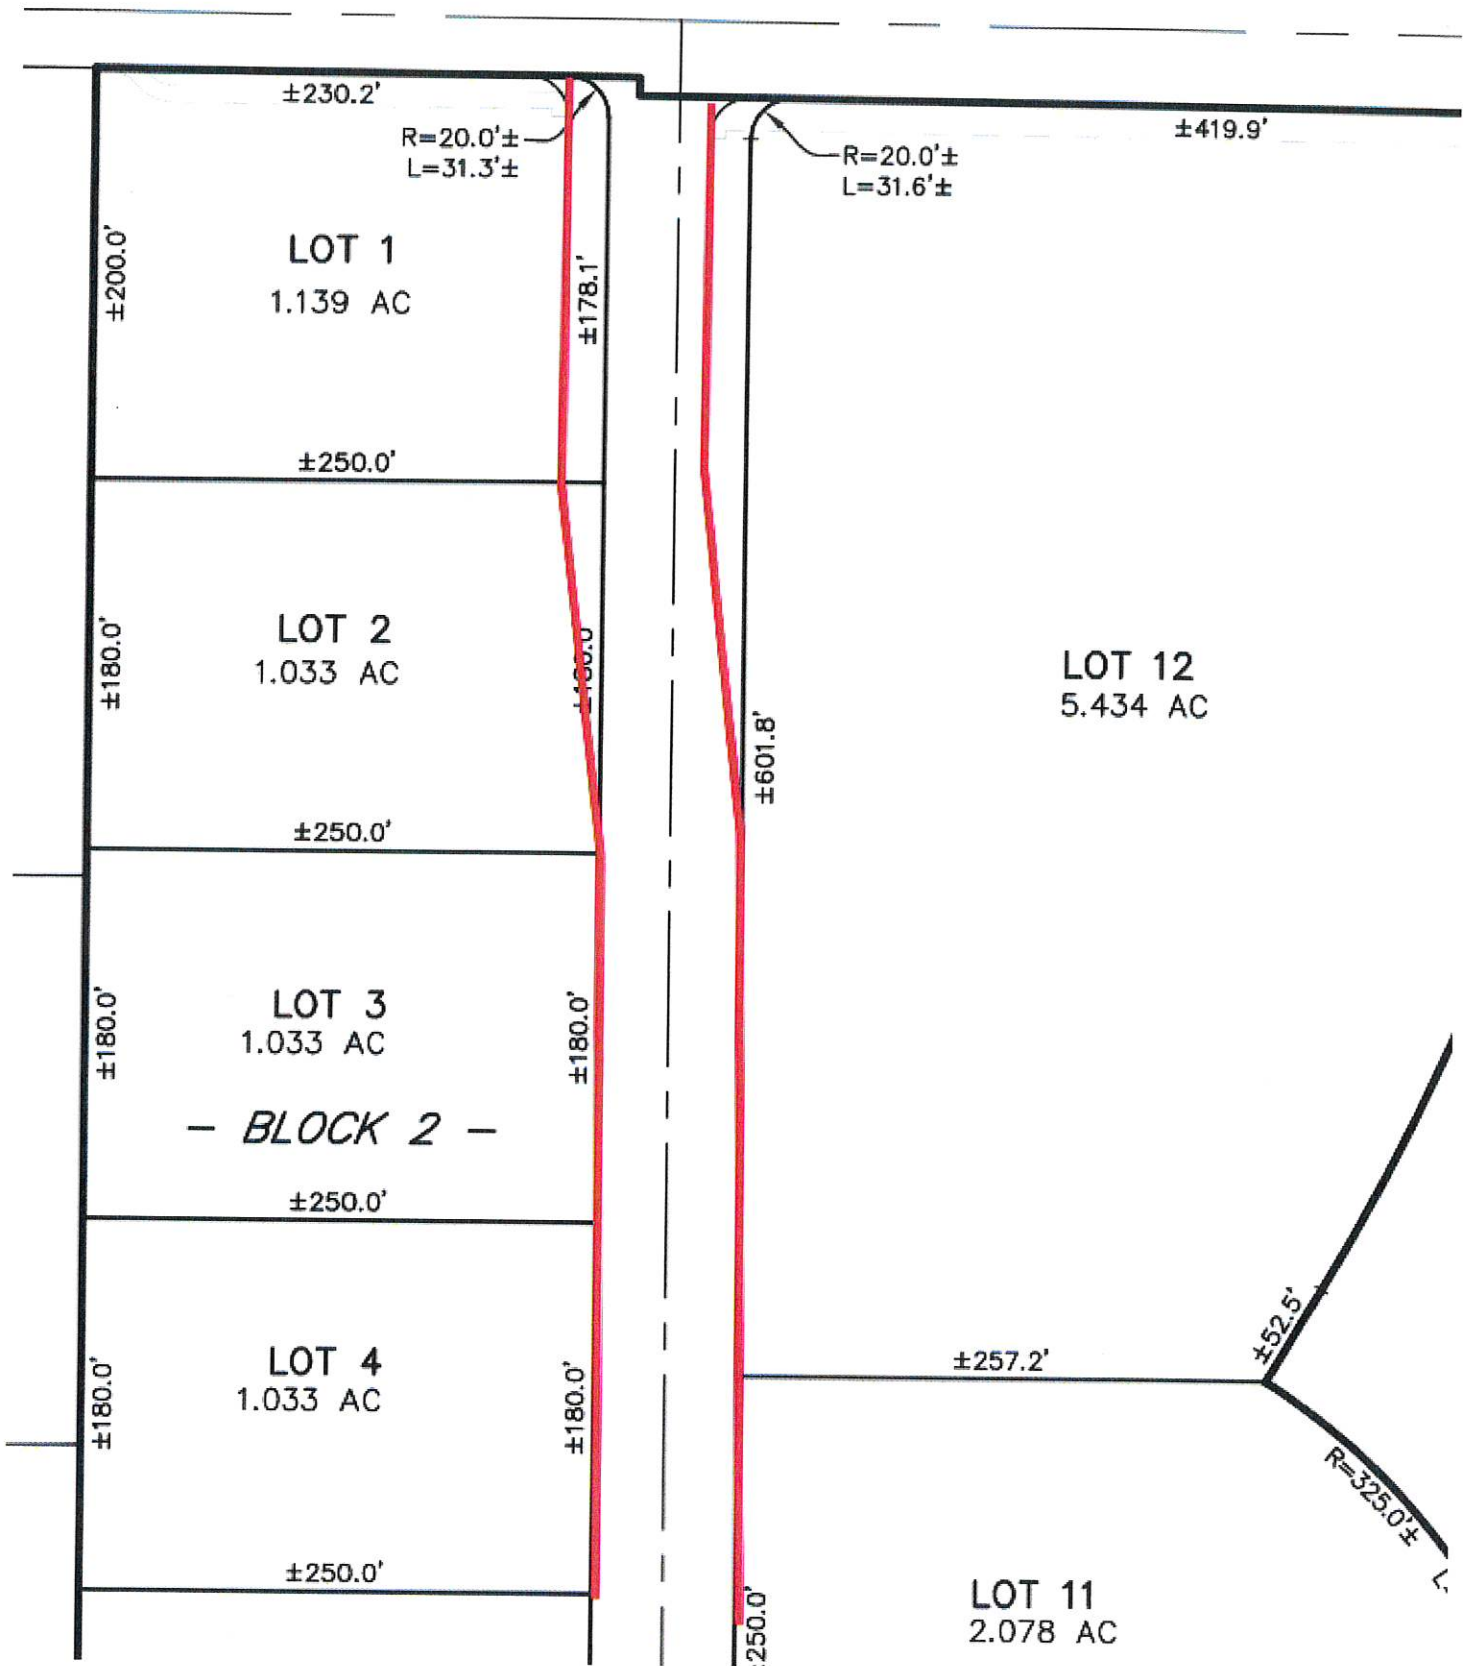 ±230.2'
R=20.0'±
L=31.3'±
±419.9'
R=20.0'±
L=31.6'±
LOT 1
1.139 AC
±200.0'
±178.1'
±250.0'
LOT 2
1.033 AC
±180.0'
LOT 12
5.434 AC
±601.8'
±250.0'
LOT 3
1.033 AC
±180.0'
±180.0'
- BLOCK 2 -
±250.0'
LOT 4
1.033 AC
±180.0'
±180.0'
±52.5'
±257.2'
R=325.0'±
±250.0'
LOT 11
2.078 AC
250.0'